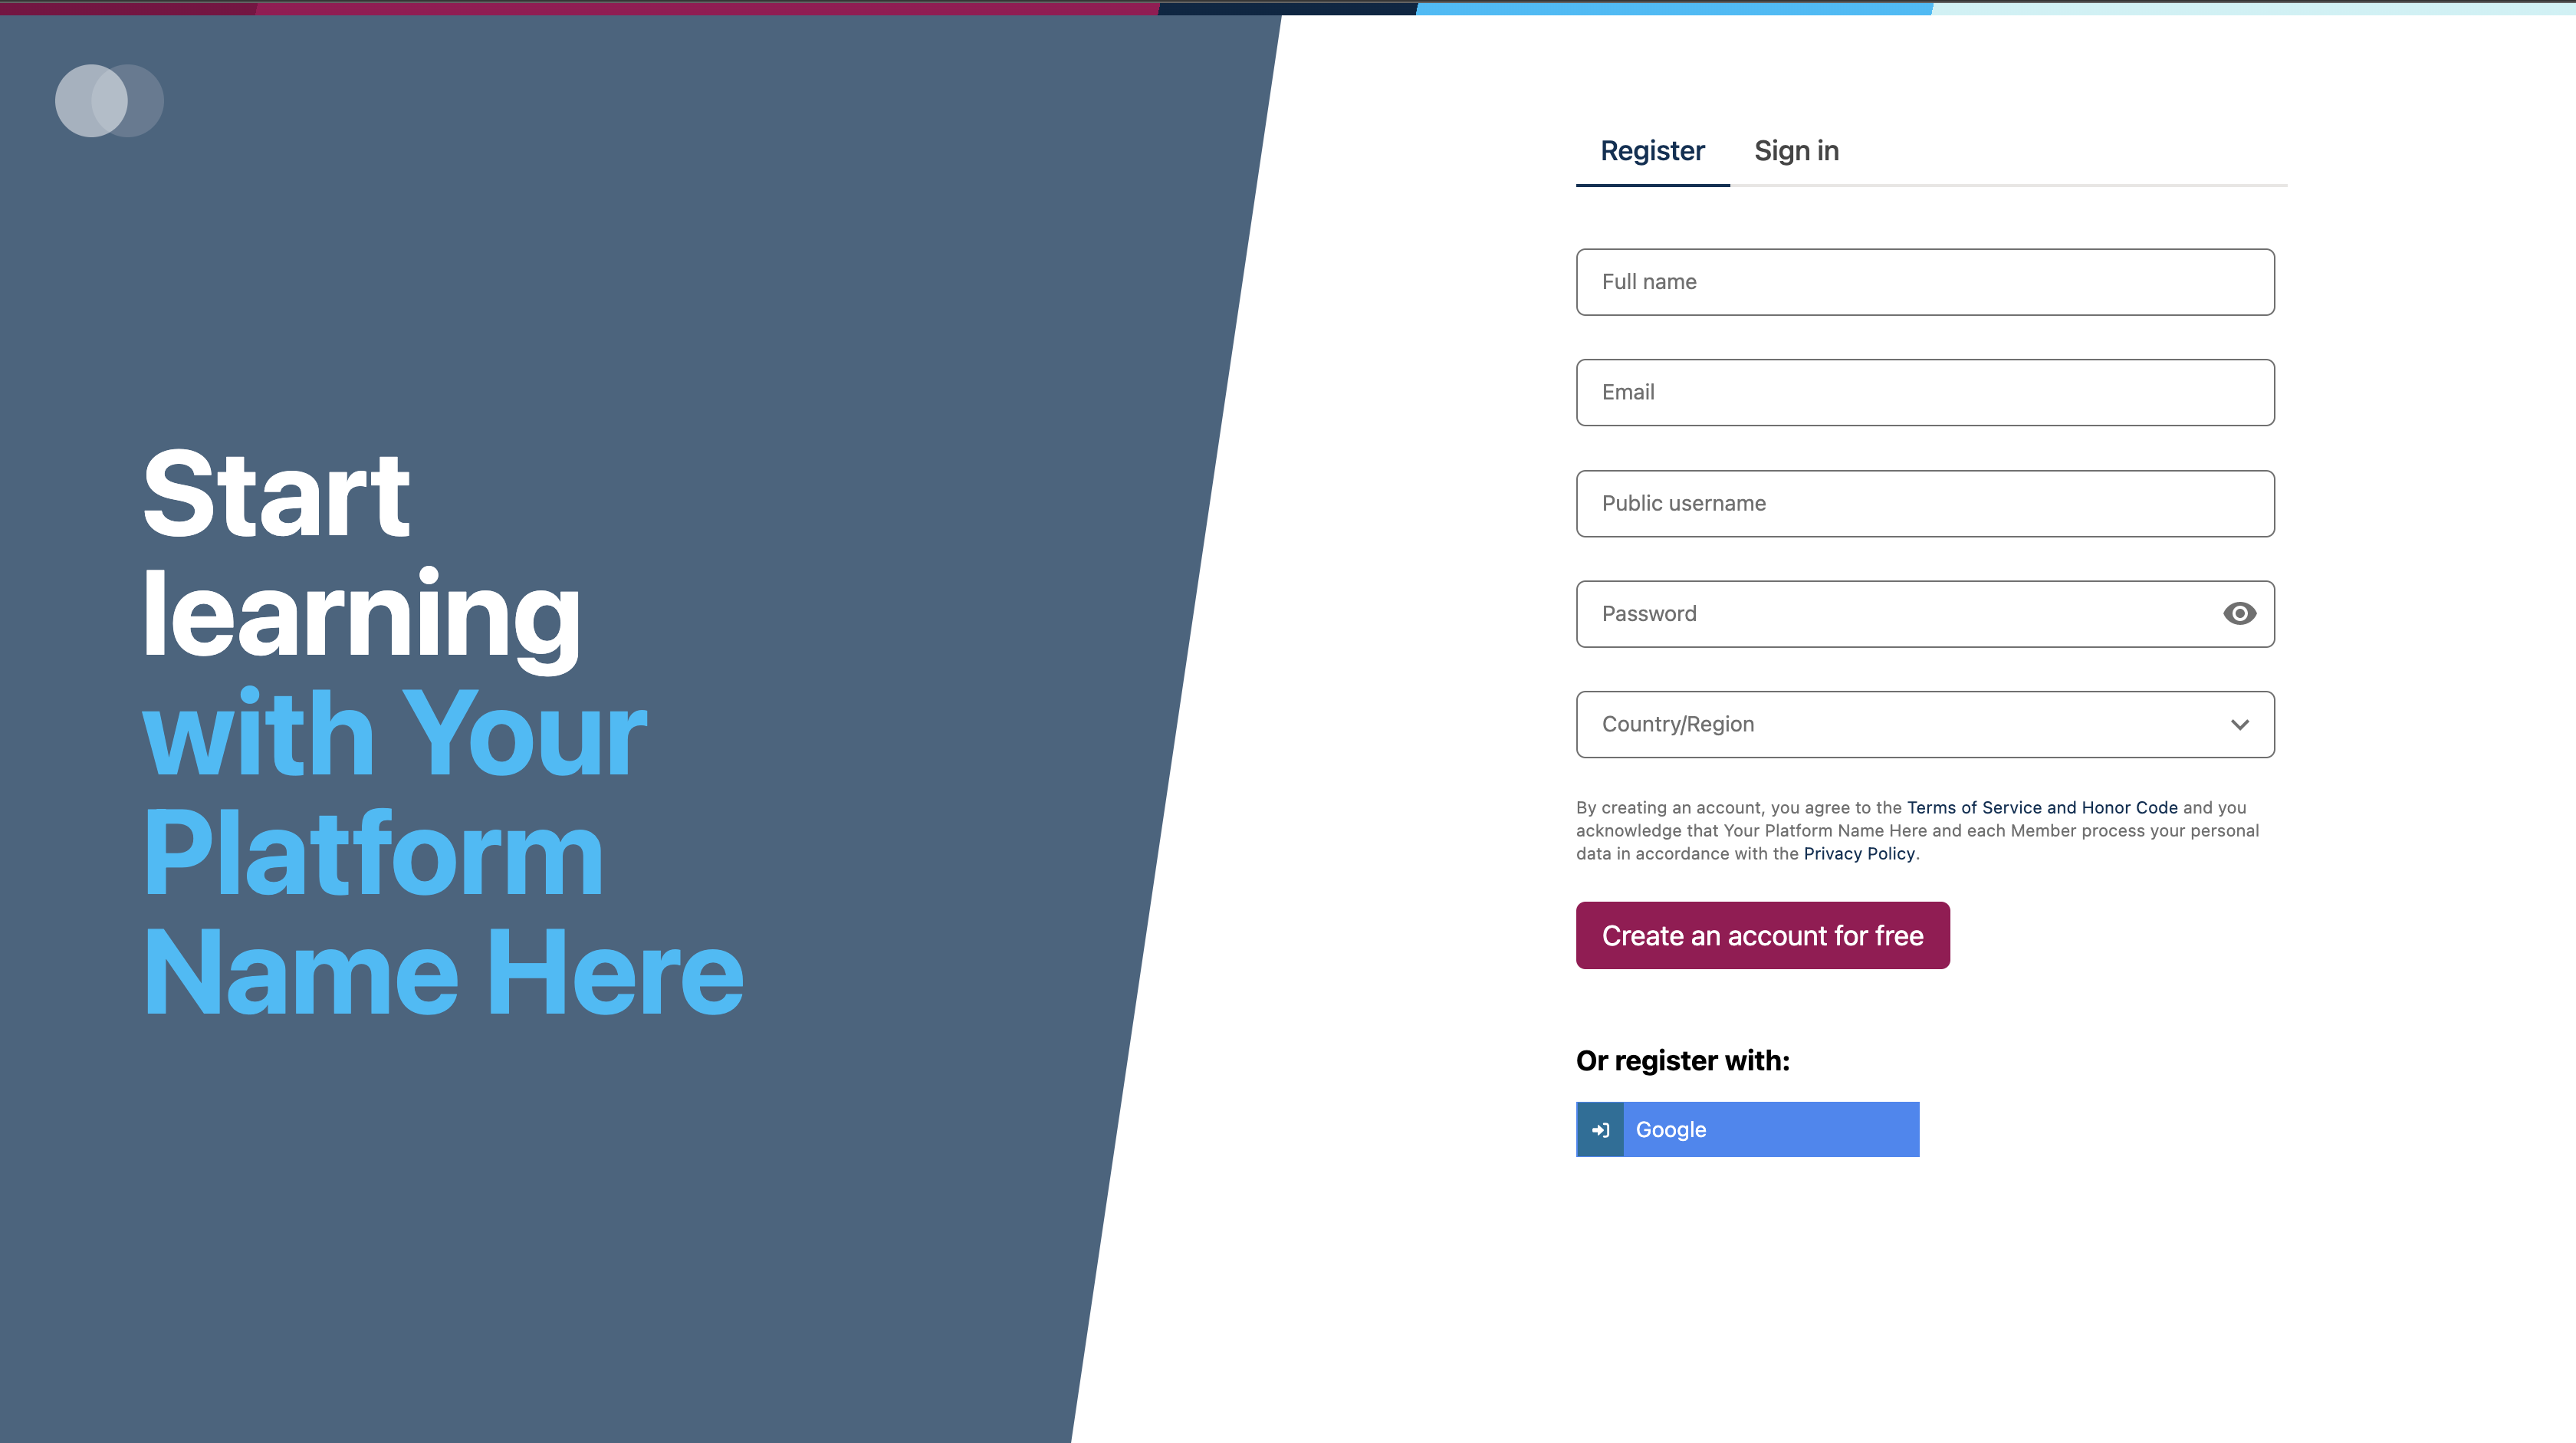 Start
learning
with Your
Platform
Name Here
Register
Sign in
Full name
Email
Public username
Password
Country/Region
By creating an account, you agree to the Terms of Service and Honor Code and you
acknowledge that Your Platform Name Here and each Member process your personal
data in accordance with the Privacy Policy.
Create an account for free
Or register with:
Google